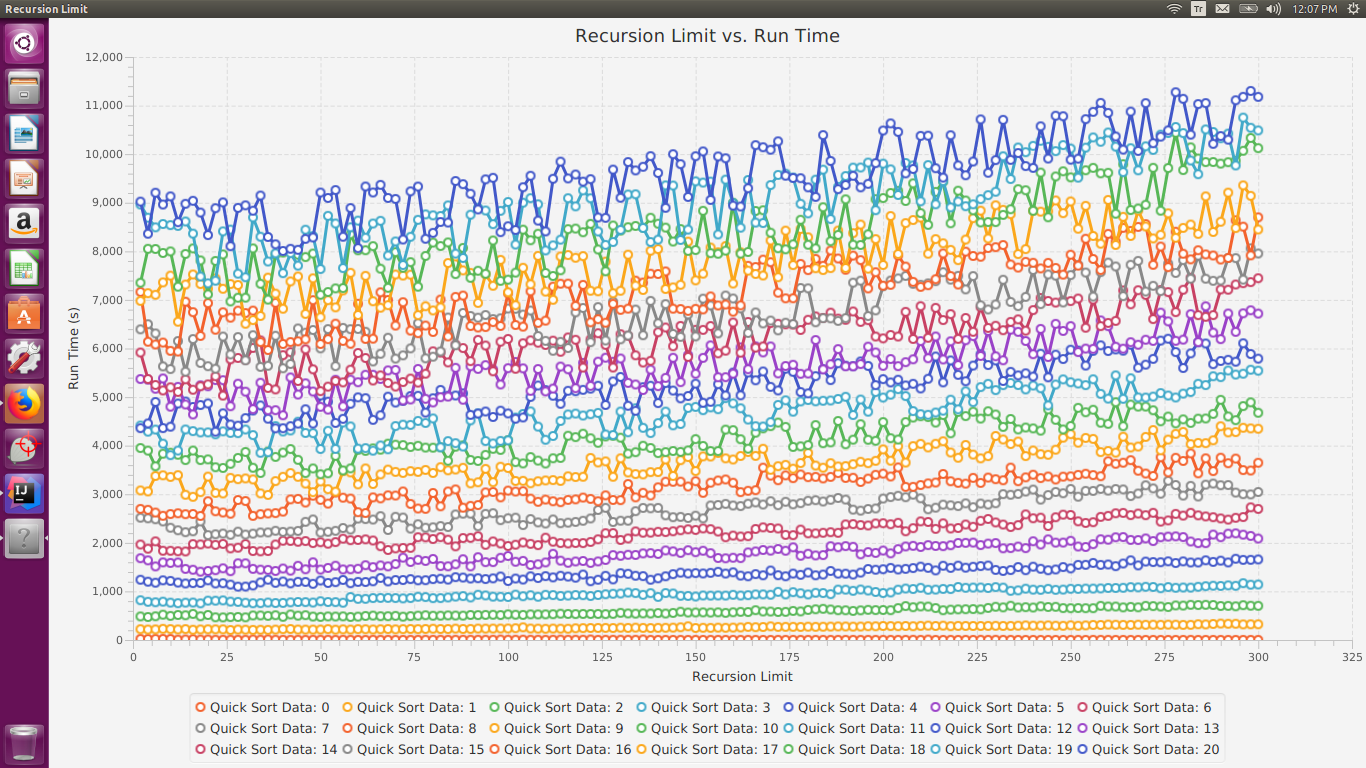 Recursion Limit
Tr
12:07 PM
Recursion Limit vs. Run Time
12,000
11,000
10,000
9,000
8,000
7,000
6,000
5,000
4,000
3,000
2,000
1,000
0
Run Time (s)
0 25 50 75 100 125 150 175 200 225 250 275 300 325
Recursion Limit
Quick Sort Data: 0 Quick Sort Data: 1 Quick Sort Data: 2 Quick Sort Data: 3 Quick Sort Data: 4 Quick Sort Data: 5 Quick Sort Data: 6
Quick Sort Data: 7 Quick Sort Data: 8 Quick Sort Data: 9 Quick Sort Data: 10 Quick Sort Data: 11 Quick Sort Data: 12 Quick Sort Data: 13
Quick Sort Data: 14 Quick Sort Data: 15 Quick Sort Data: 16 Quick Sort Data: 17 Quick Sort Data: 18 Quick Sort Data: 19 Quick Sort Data: 20
a
IJ
?